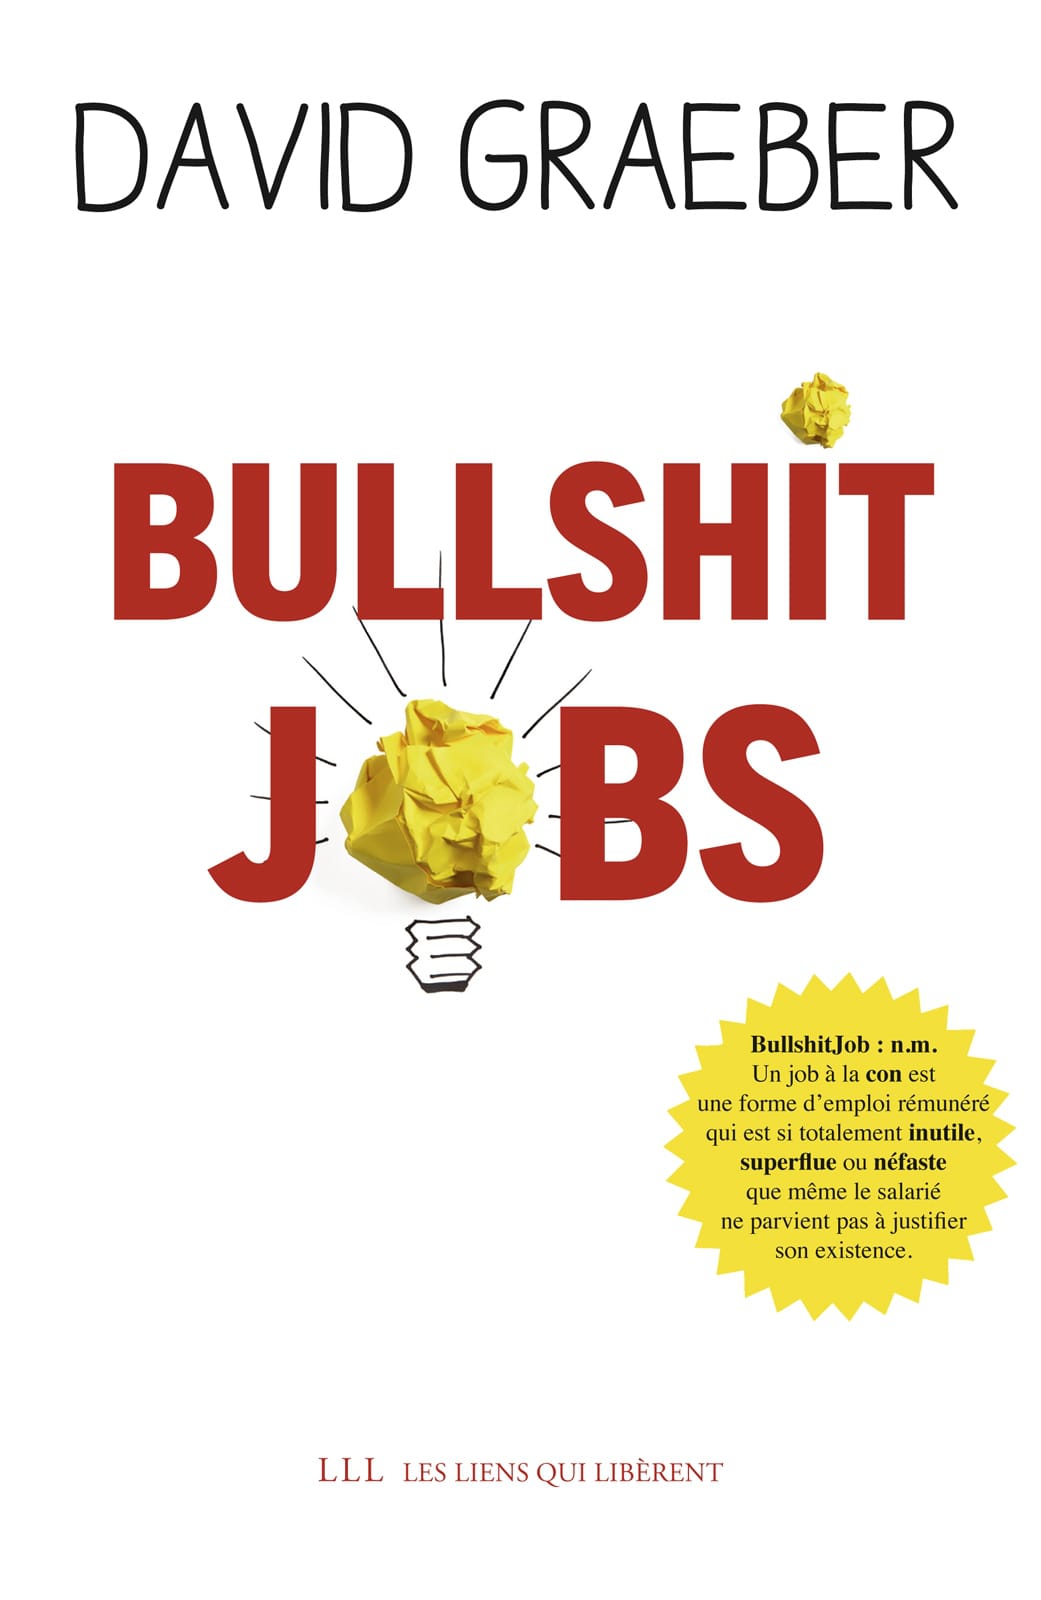 DAVID GRAEBER
BULLSHIT
JOBS
BullshitJob : n.m.
Un job à la con est
une forme d'emploi rémunéré
qui est si totalement inutile,
superflue ou néfaste
que même le salarié
ne parvient pas à justifier
son existence.
LLL LES LIENS QUI LIBÈRENT